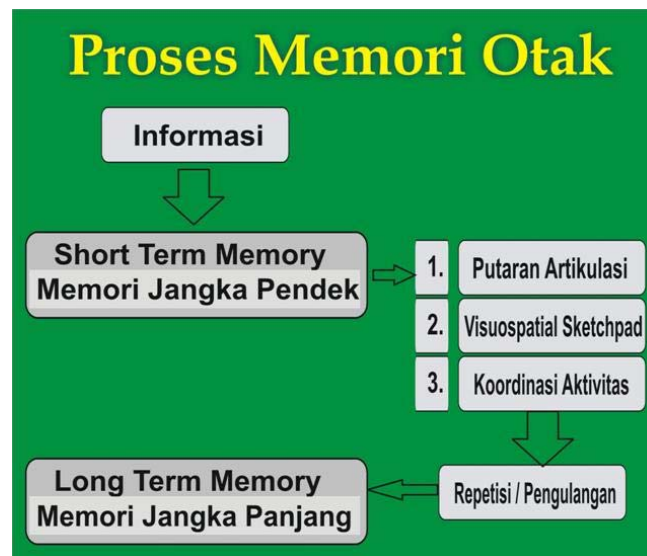 Proses Memori Otak
Informasi
Short Term Memory
Memori Jangka Pendek
1. Putaran Artikulasi
2. Visuospatial Sketchpad
3. Koordinasi Aktivitas
Repetisi / Pengulangan
Long Term Memory
Memori Jangka Panjang